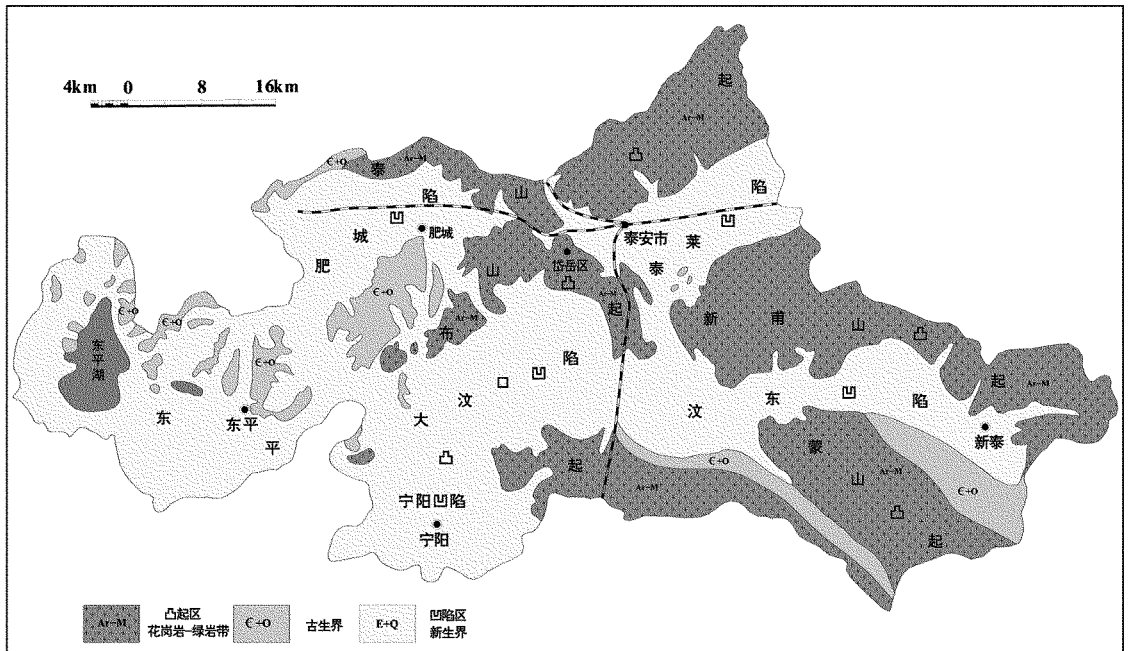 4km 0 8 16km
起
Ar-M
凸
Є+O
泰
Ar-M
山
陷
陷
凹
凹
城
肥城
泰安市
莱
肥
山
岱岳区
泰
凸
Є+O
Ar-M
起
新
甫
山
凸
Є+O
Є+O
布
Ar-M
东平湖
Є+O
陷
凹
起
Ar-M
凹
东
东平
平
大
汶
汶
东
陷
新泰
凸
起
Є+O
蒙
Ar-M
山
Є+O
Ar-M
宁阳凹陷
宁阳
凸
起
Ar-M
凸起区
花岗岩-绿岩带
Є+O
古生界
E+Q
凹陷区
新生界